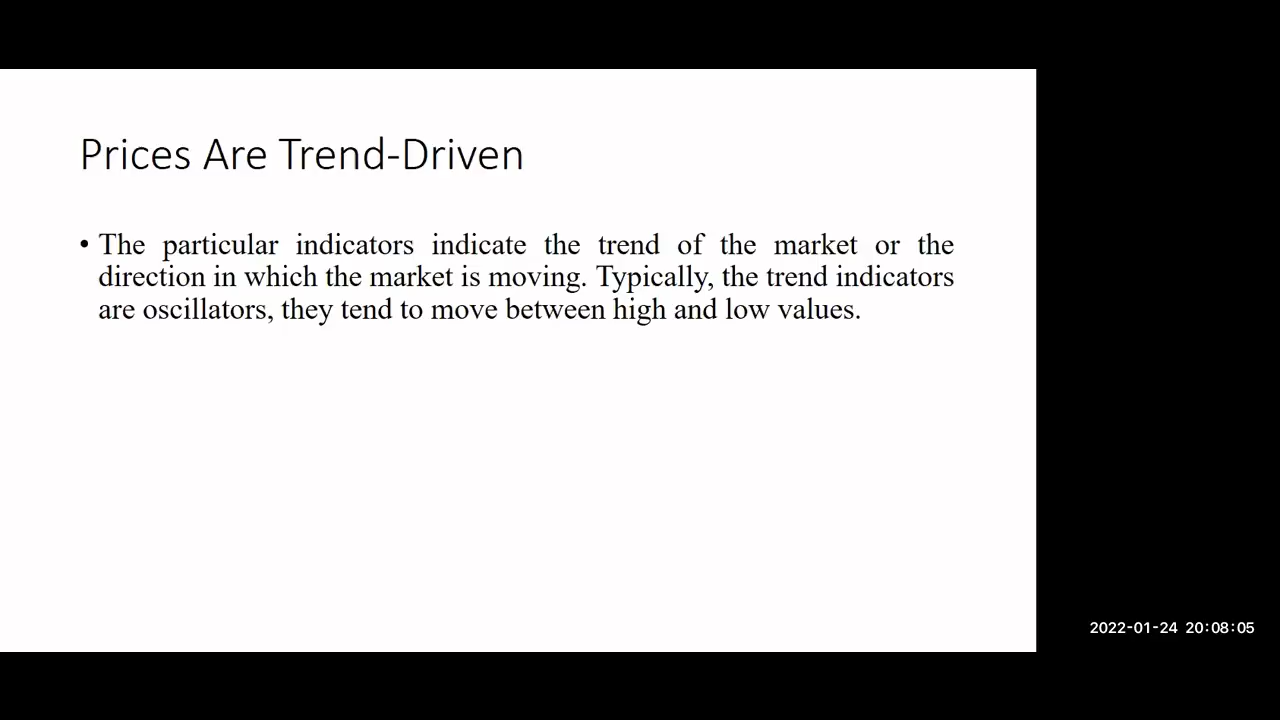 Prices Are Trend-Driven
• The particular indicators indicate the trend of the market or the
direction in which the market is moving. Typically, the trend indicators
are oscillators, they tend to move between high and low values.
2022-01-24 20:08:05